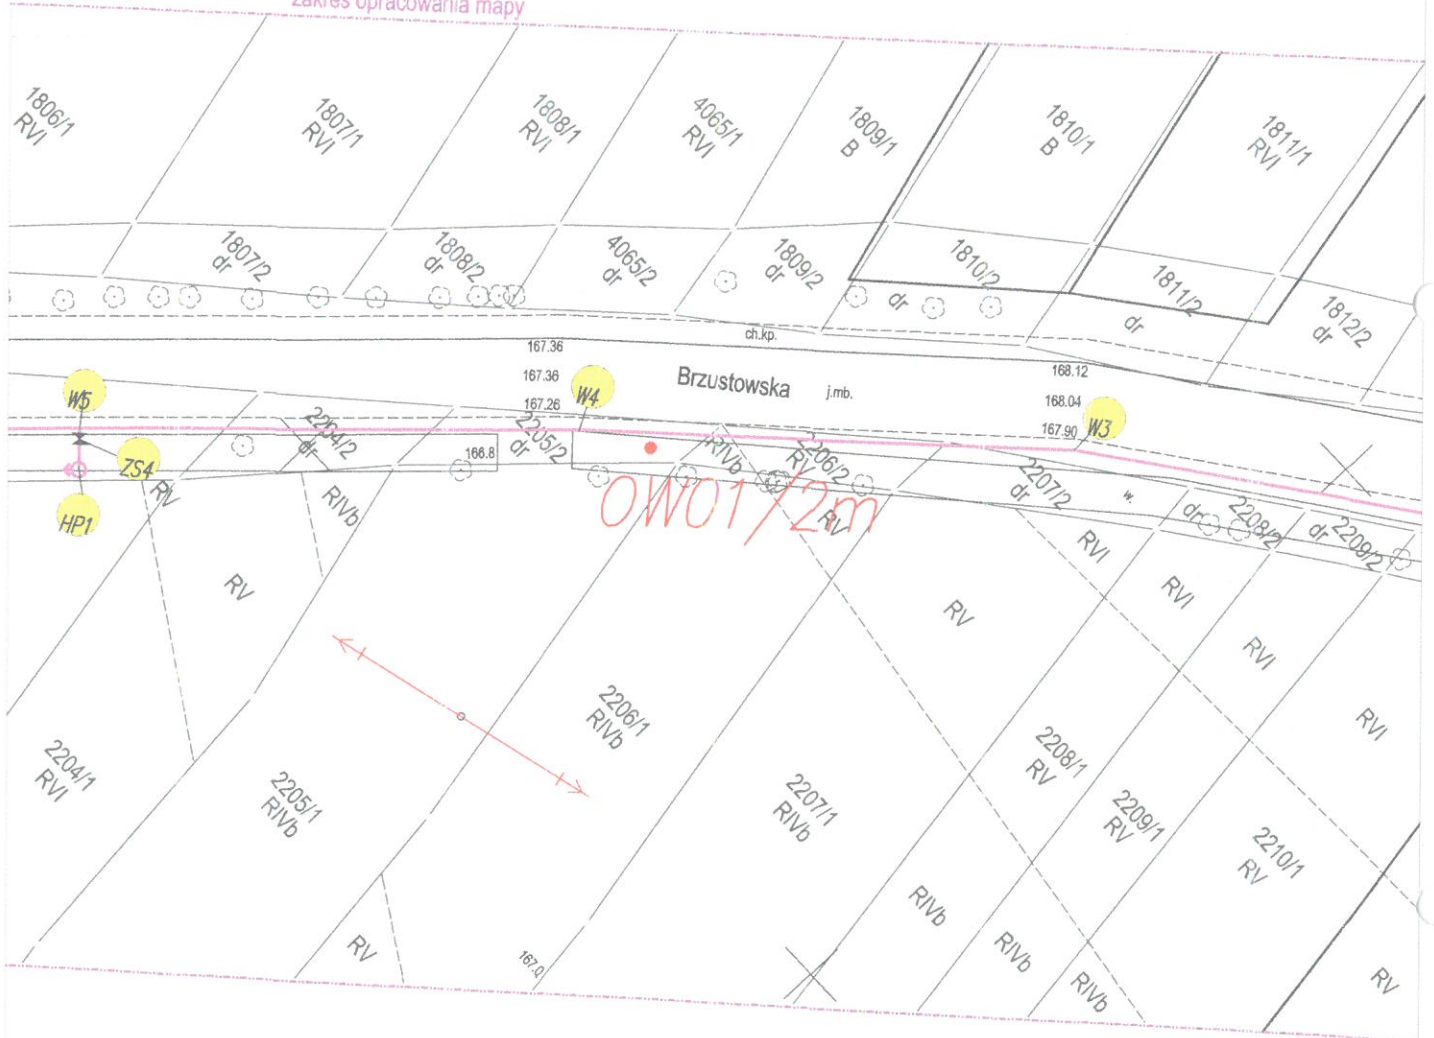 zakres opracowania mapy
1806/1
RVI
1807/1
RVI
1808/1
RVI
4065/1
RVI
1809/1
B
1810/1
B
1811/1
RVI
1807/2
dr
1808/2
dr
4065/2
dr
1809/2
dr
1810/2
dr
1811/2
dr
1812/2
dr
ch.kp.
167.36
167.36
167.26
Brzustowska
j.mb.
168.12
168.04
167.90
W5
W4
W3
ZS4
HP1
2204/2
dr
166.8
2205/2
dr
RIVb
2206/2
RV
2207/2
dr
w.
dr
2208/2
dr
2209/2
OW01/2m
RV
RIVb
RV
RV
RVI
RV
RVI
RVI
RVI
2204/1
RVI
2205/1
RIVb
2206/1
RIVb
2207/1
RIVb
2208/1
RV
2209/1
RV
2210/1
RV
RV
167.0
RIVb
RIVb
RIVb
RV